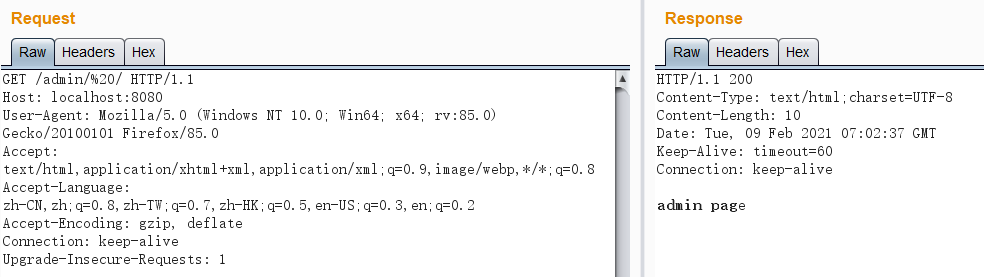 Request
Raw Headers Hex
GET /admin/%20/ HTTP/1.1
Host: localhost:8080
User-Agent: Mozilla/5.0 (Windows NT 10.0; Win64; x64; rv:85.0)
Gecko/20100101 Firefox/85.0
Accept:
text/html,application/xhtml+xml,application/xml;q=0.9,image/webp,*/*;q=0.8
Accept-Language:
zh-CN,zh;q=0.8,zh-TW;q=0.7,zh-HK;q=0.5,en-US;q=0.3,en;q=0.2
Accept-Encoding: gzip, deflate
Connection: keep-alive
Upgrade-Insecure-Requests: 1
Response
Raw Headers Hex
HTTP/1.1 200
Content-Type: text/html;charset=UTF-8
Content-Length: 10
Date: Tue, 09 Feb 2021 07:02:37 GMT
Keep-Alive: timeout=60
Connection: keep-alive
admin page